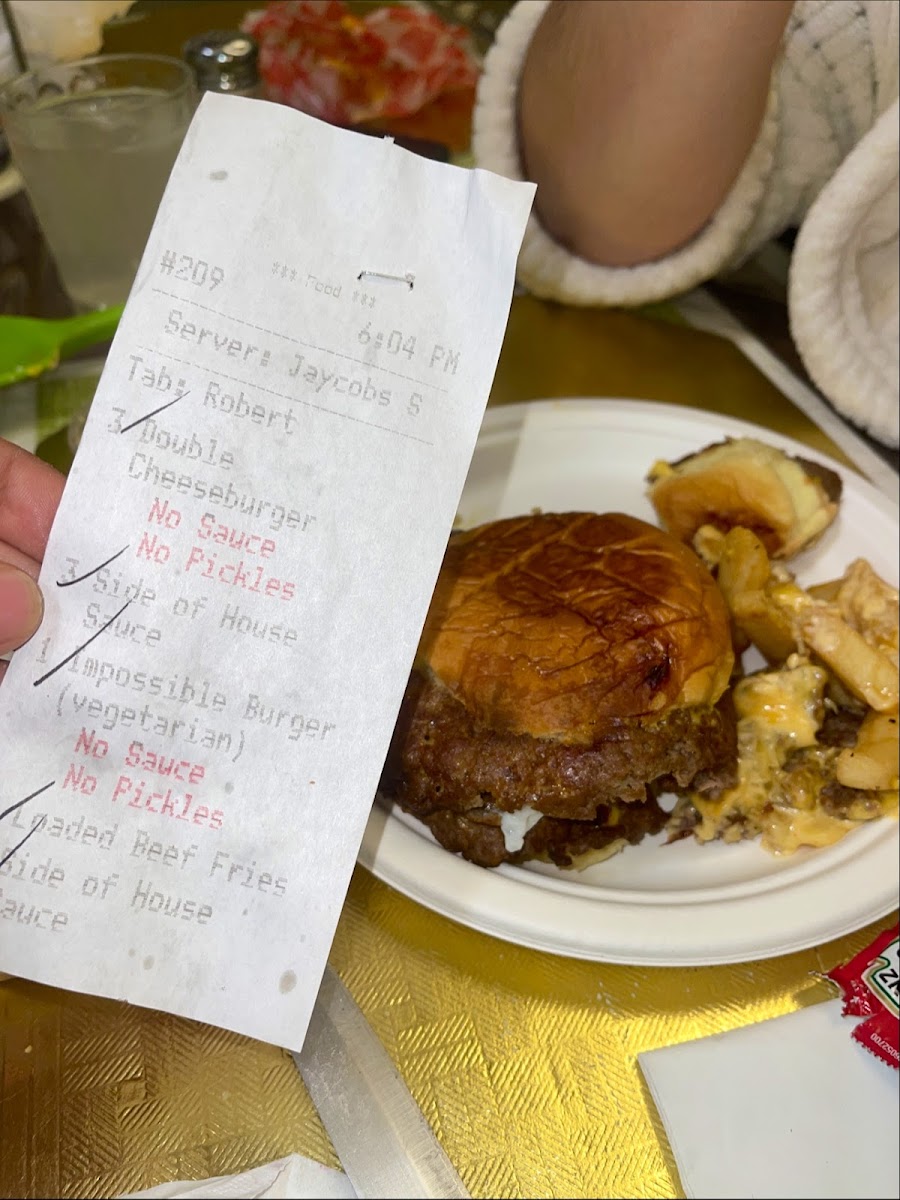 #209
*** Food ***
6:04 PM
Server: Jaycobs S
Tab: Robert
3 Double
Cheeseburger
No Sauce
No Pickles
3 Side of House
Sauce
1 Impossible Burger
(vegetarian)
No Sauce
No Pickles
Loaded Beef Fries
Side of House
auce